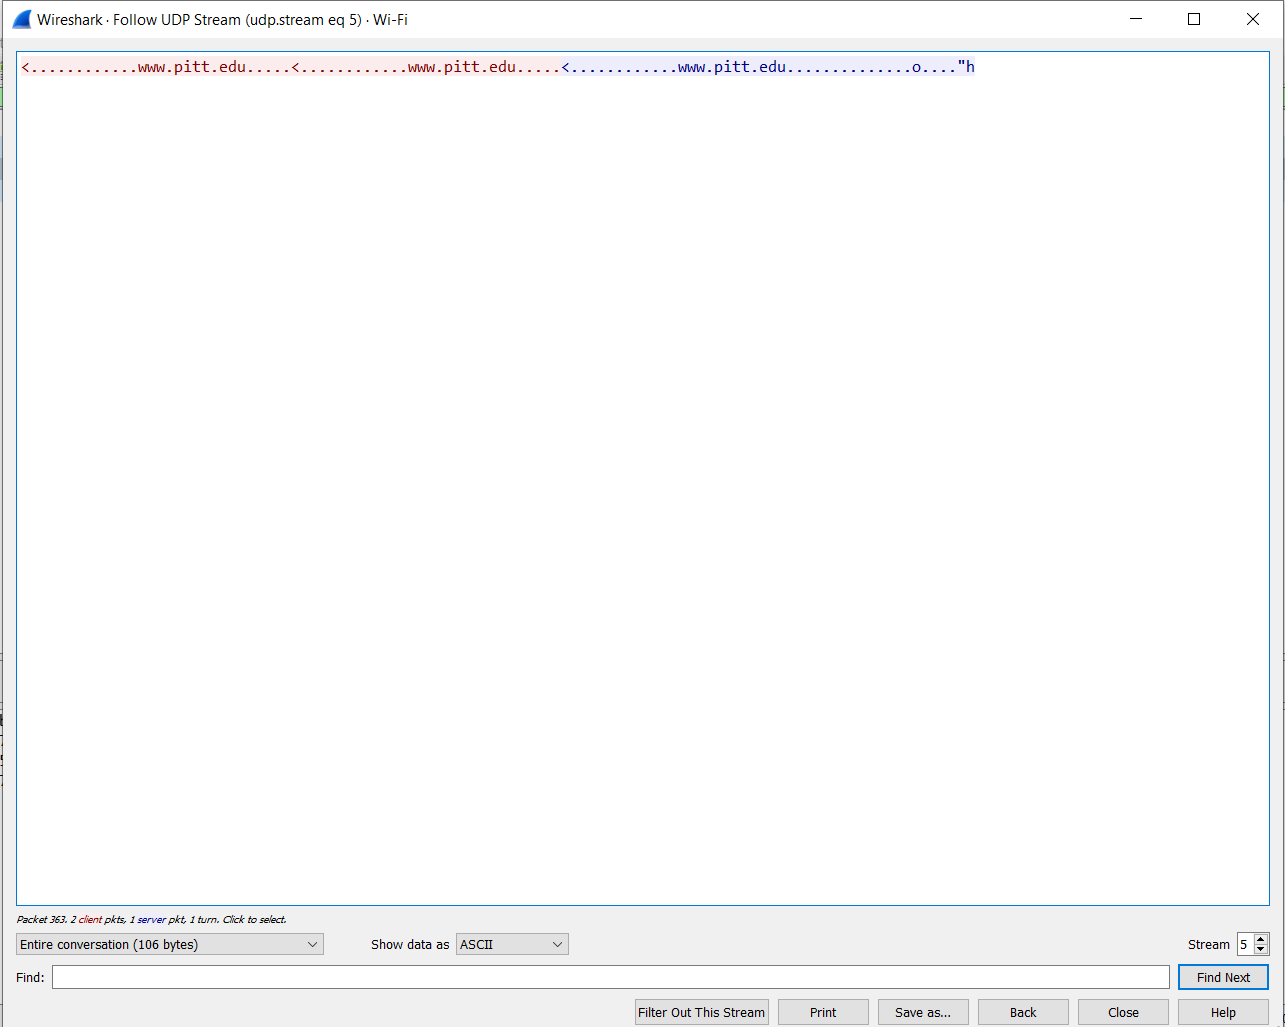 Wireshark · Follow UDP Stream (udp.stream eq 5) · Wi-Fi
<............www.pitt.edu.....<............www.pitt.edu.....<............www.pitt.edu..............o...."h
Packet 363. 2 client pkts, 1 server pkt, 1 turn. Click to select.
Entire conversation (106 bytes) Show data as ASCII Stream 5
Find: Find Next
Filter Out This Stream Print Save as... Back Close Help